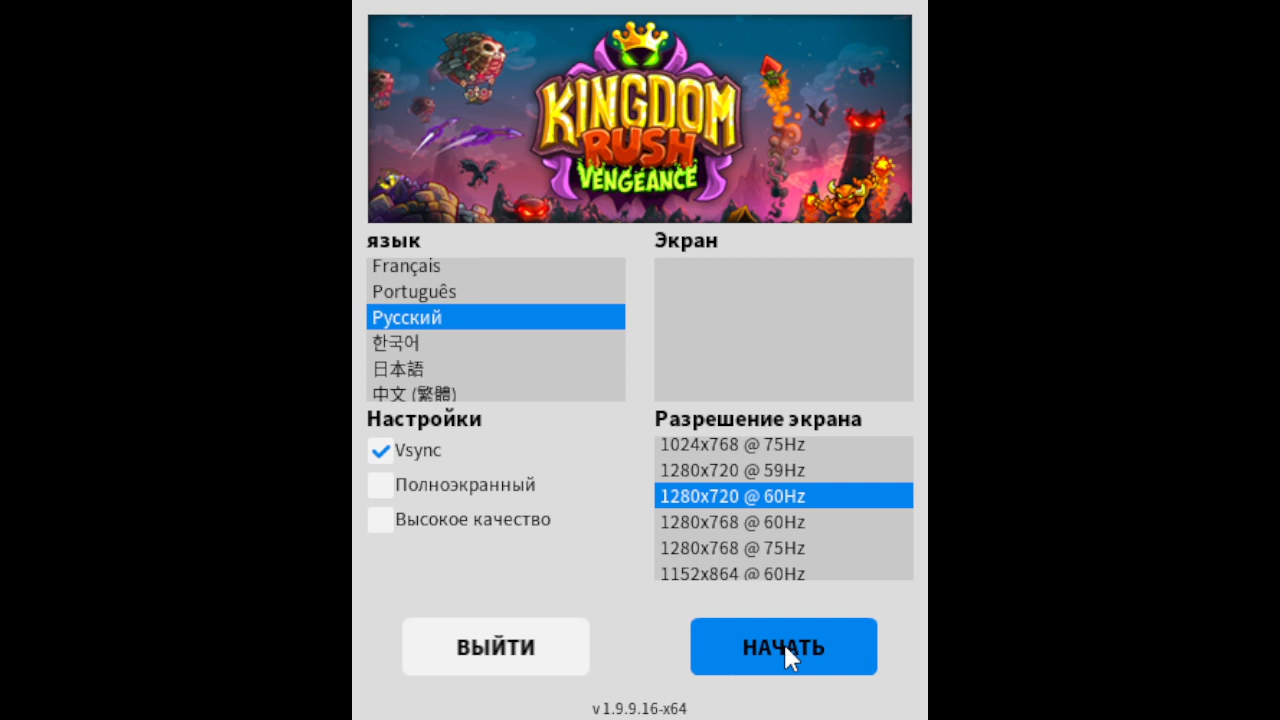 KINGDOM
RUSH
VENGEANCE
язык
Français
Português
Русский
한국어
日本語
中文 (繁體)
Экран
Настройки
Vsync
Полноэкранный
Высокое качество
Разрешение экрана
1024x768 @ 75Hz
1280x720 @ 59Hz
1280x720 @ 60Hz
1280x768 @ 60Hz
1280x768 @ 75Hz
1152x864 @ 60Hz
ВЫЙТИ
НАЧАТЬ
v 1.9.9.16-x64